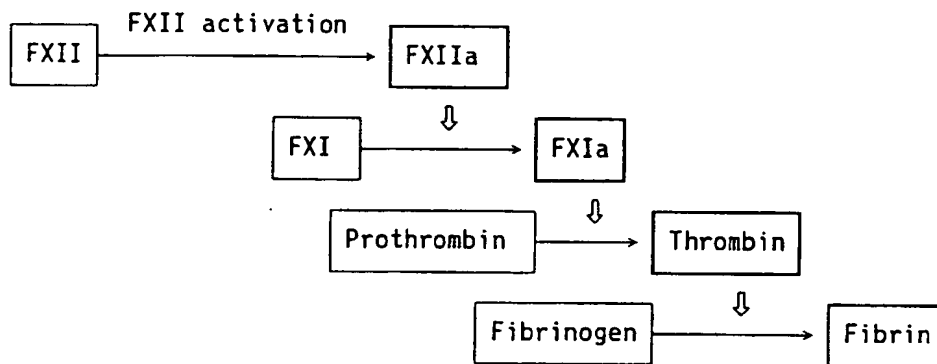 FXII activation
FXII FXIIa
FXI FXIa
Prothrombin Thrombin
Fibrinogen Fibrin